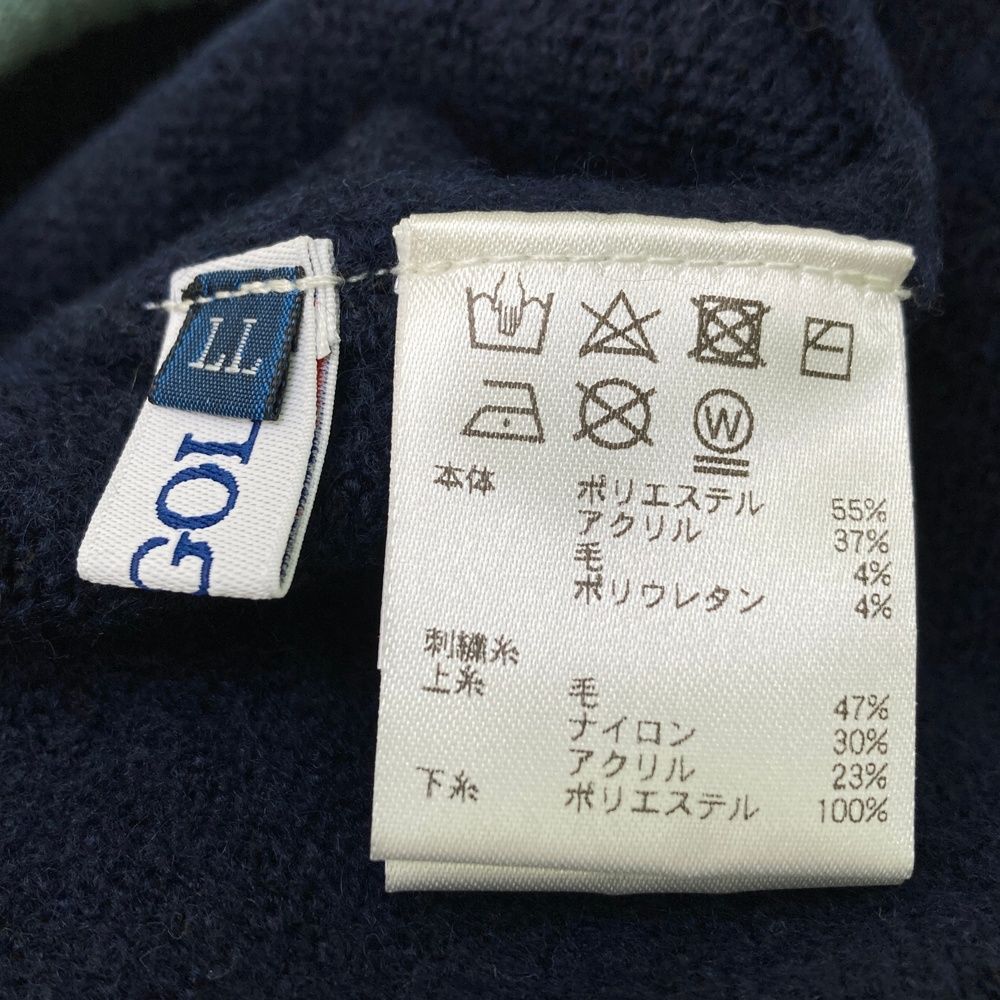 LL
GOL
W
本体 ポリエステル 55%
アクリル 37%
毛 4%
ポリウレタン 4%
刺繍糸
上糸 毛 47%
ナイロン 30%
アクリル 23%
下糸 ポリエステル 100%